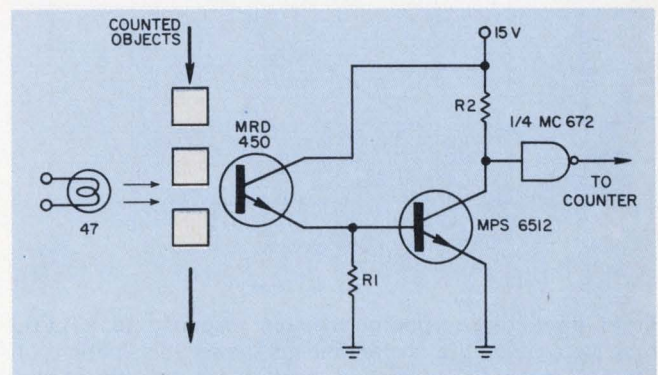 COUNTED
OBJECTS
15 V
R2
1/4 MC 672
MRD
450
TO
COUNTER
47
MPS 6512
R1